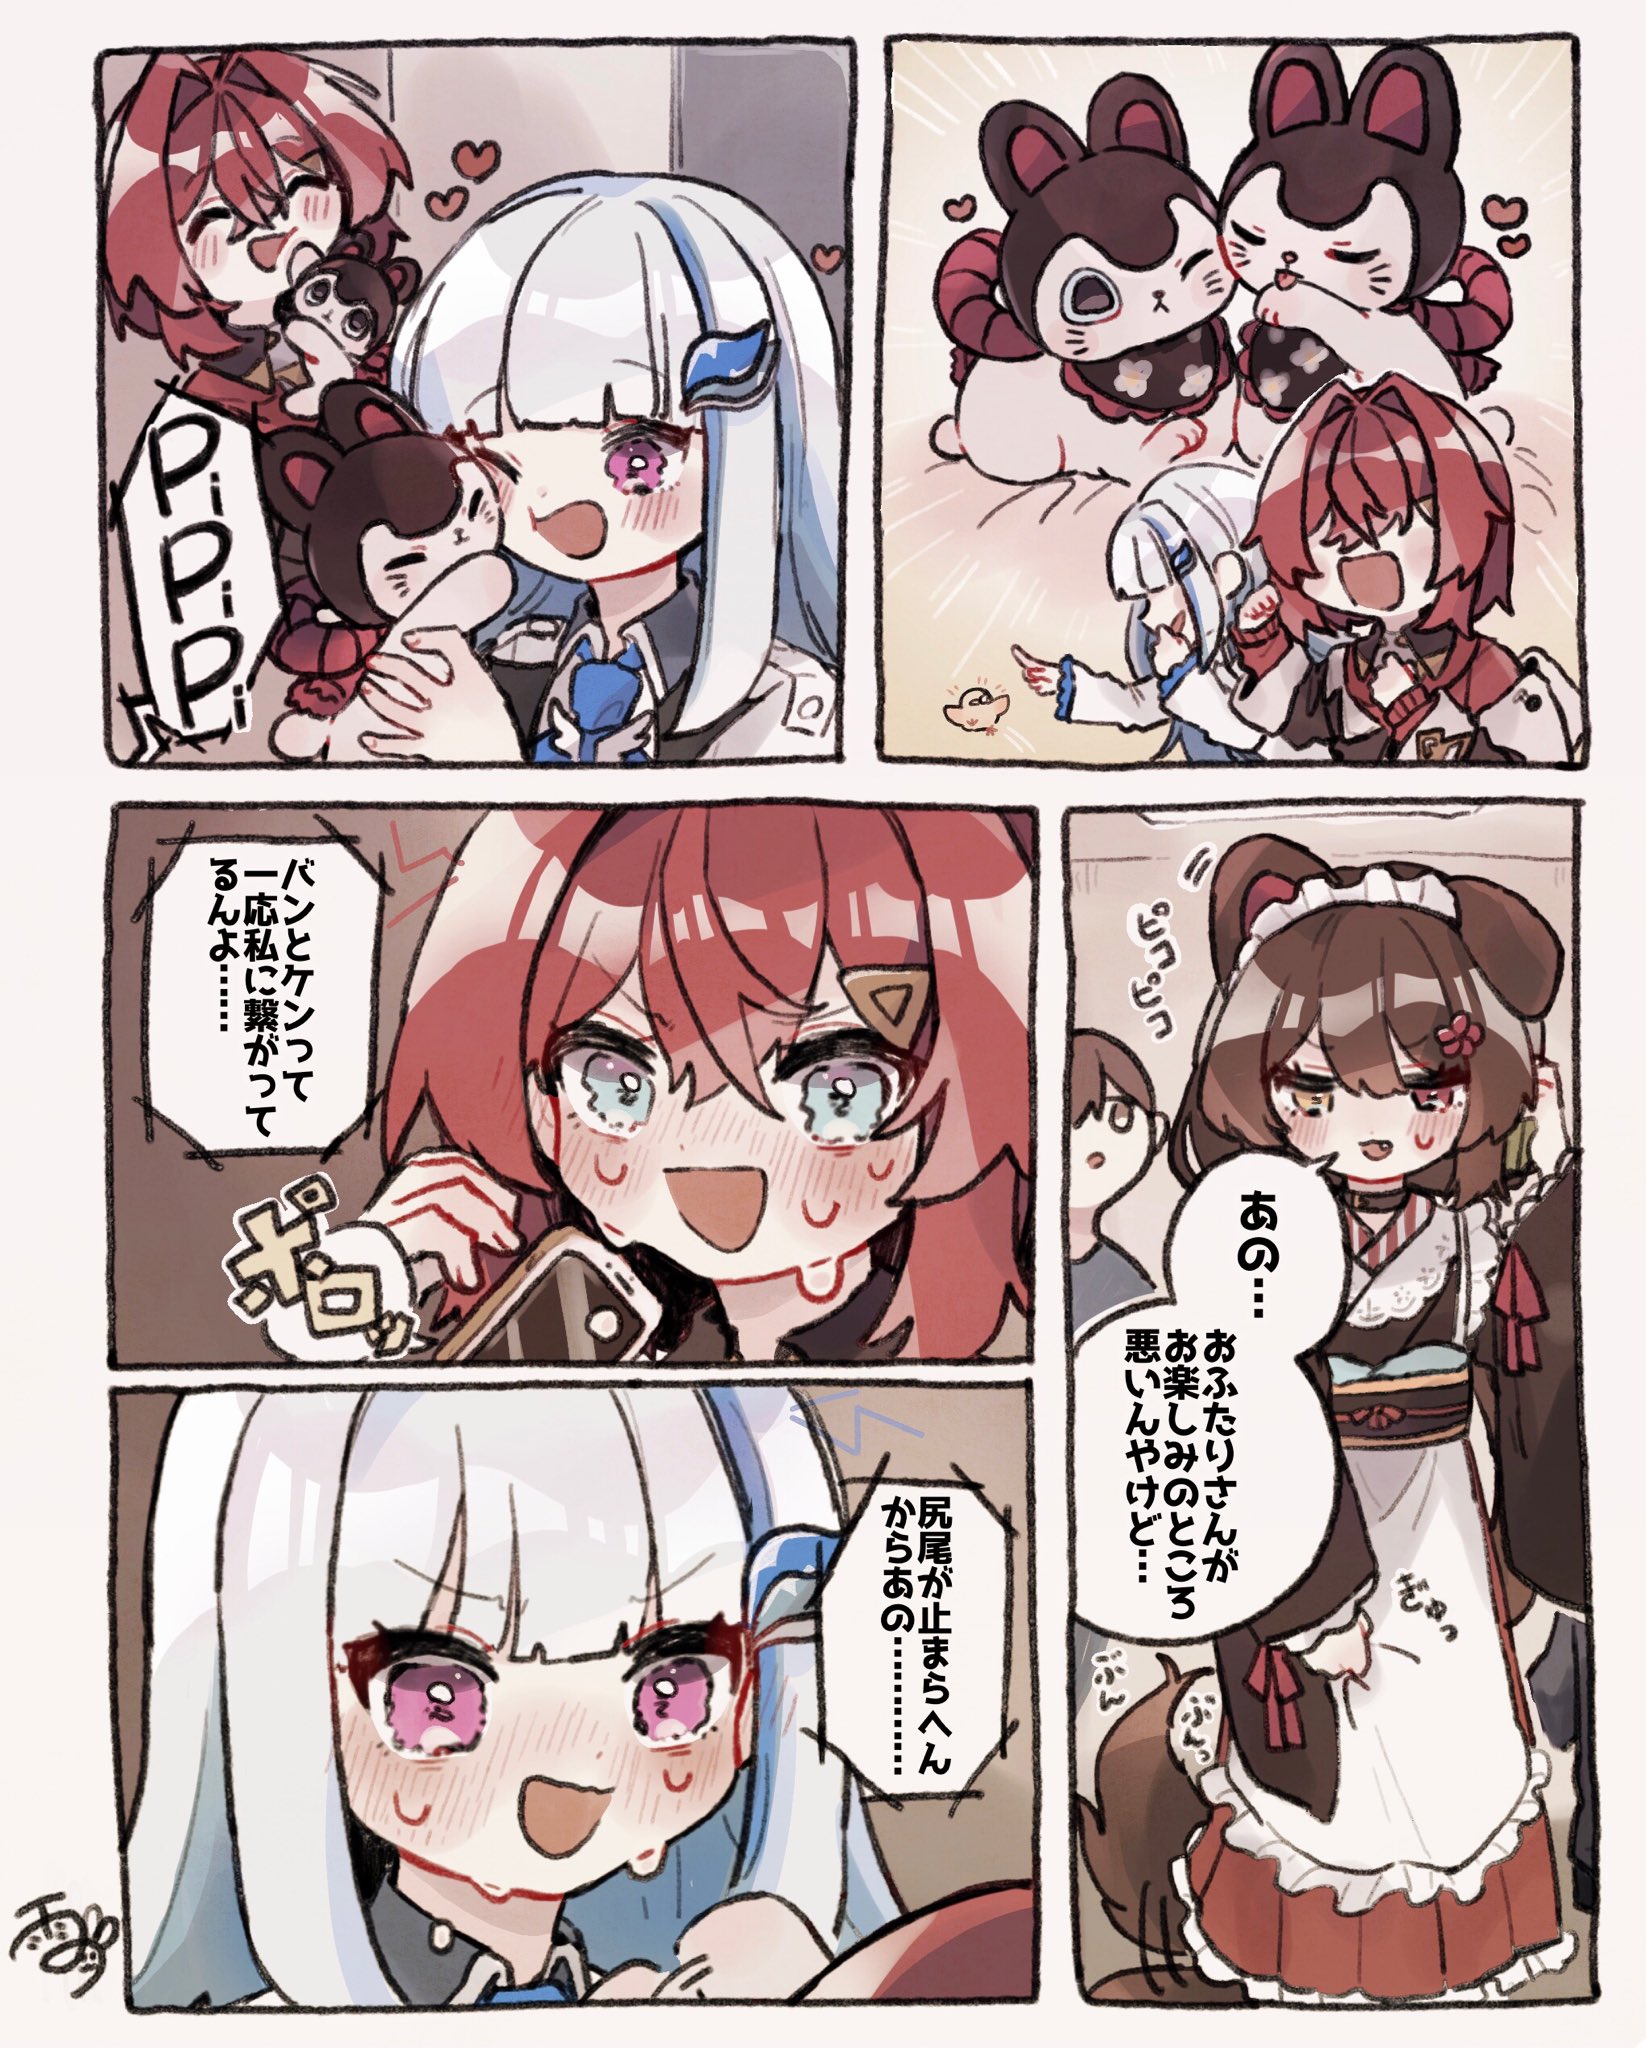 Pi
Pi
Pi
ピコ
ピコ
あの…
おふたりさんが
お楽しみのところ
悪いんやけど…
ぎゅっ
ぶん
ぶんっ
バンとケンって
一応私に繋がって
るんよ……
ポロッ
尻尾が止まらへん
からあの…………